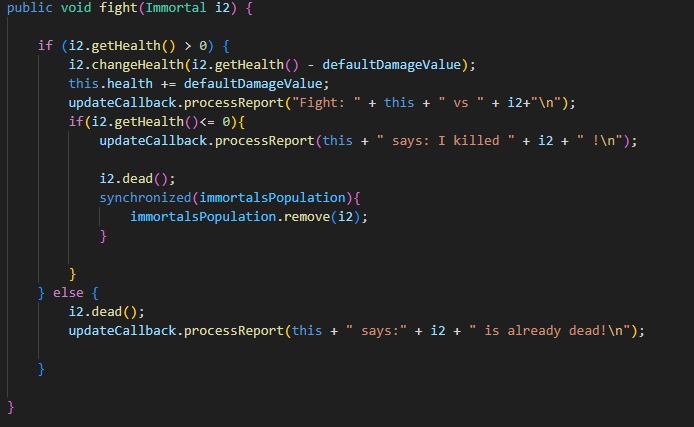 public void fight(Immortal i2) {
if (i2.getHealth() > 0) {
i2.changeHealth(i2.getHealth() - defaultDamageValue);
this.health += defaultDamageValue;
updateCallback.processReport("Fight: " + this + " vs " + i2+"\n");
if(i2.getHealth()<= 0){
updateCallback.processReport(this + " says: I killed " + i2 + " !\n");
i2.dead();
synchronized(immortalsPopulation){
immortalsPopulation.remove(i2);
}
}
} else {
i2.dead();
updateCallback.processReport(this + " says:" + i2 + " is already dead!\n");
}
}